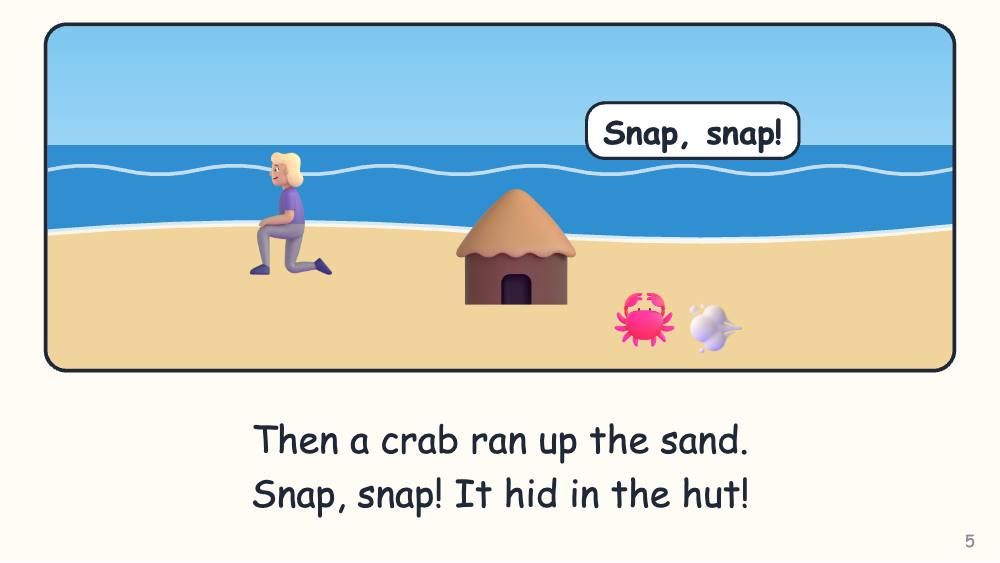 Snap, snap!
Then a crab ran up the sand.
Snap, snap! It hid in the hut!
5